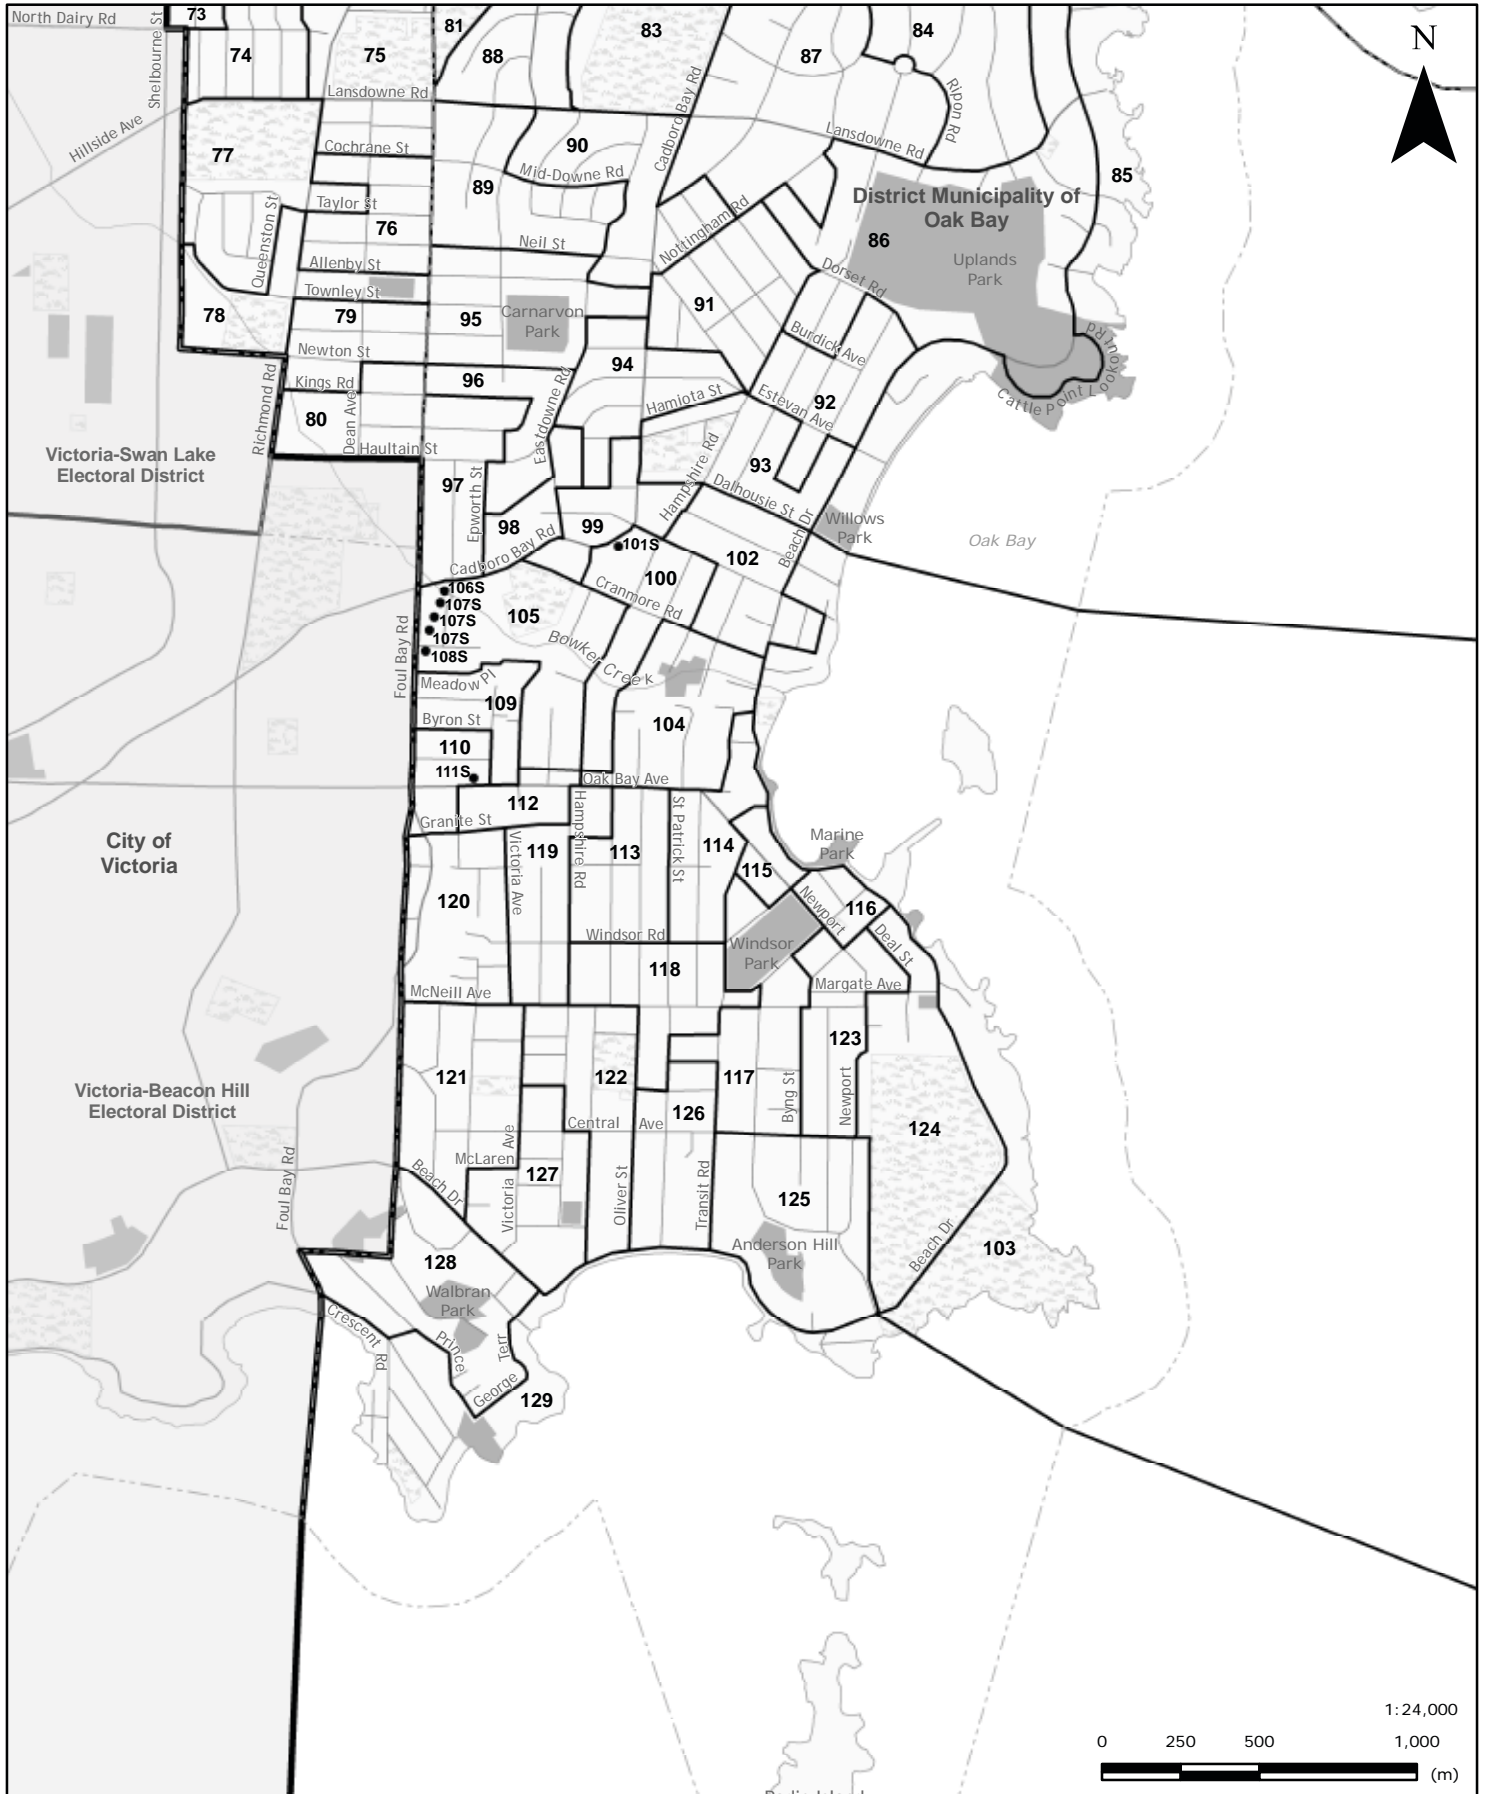 North Dairy Rd
Shelbourne St
73
74
75
81
88
83
87
84
N
Lansdowne Rd
Hillside Ave
77
Cochrane St
90
Mid-Downe Rd
Cadboro Bay Rd
Lansdowne Rd
Ripon Rd
85
89
Taylor St
76
Queenston St
Neil St
Nottingham Rd
District Municipality of
Oak Bay
86
Uplands
Park
Allenby St
Townley St
Dorset Rd
78
79
95
Carnarvon
Park
91
Burdick Ave
Cattle Point Lookout Rd
Newton St
Kings Rd
96
94
Eastdowne Rd
Hamiota St
Estevan Ave
92
Richmond Rd
80
Dean Ave
Haultain St
Victoria-Swan Lake
Electoral District
97
Epworth St
98
99
Hampshire Rd
93
Dalhousie St
Beach Dr
Willows
Park
Oak Bay
Cadboro Bay Rd
101S
100
102
Cranmore Rd
106S
107S
107S
107S
108S
105
Bowker Creek
Foul Bay Rd
Meadow Pl
109
Byron St
110
111S
104
Oak Bay Ave
112
Granite St
City of
Victoria
Victoria Ave
119
Hampshire Rd
113
St Patrick St
114
115
Marine
Park
120
Newport
116
Deal St
Windsor Rd
Windsor
Park
118
McNeill Ave
Margate Ave
121
122
117
123
Byng St
Newport
Victoria-Beacon Hill
Electoral District
Central
Ave
126
124
Foul Bay Rd
McLaren
Ave
Beach Dr
127
Victoria
Oliver St
Transit Rd
125
Anderson Hill
Park
Beach Dr
103
128
Walbran
Park
Crescent
Rd
Prince
George
Terr
129
1:24,000
0 250 500 1,000
(m)